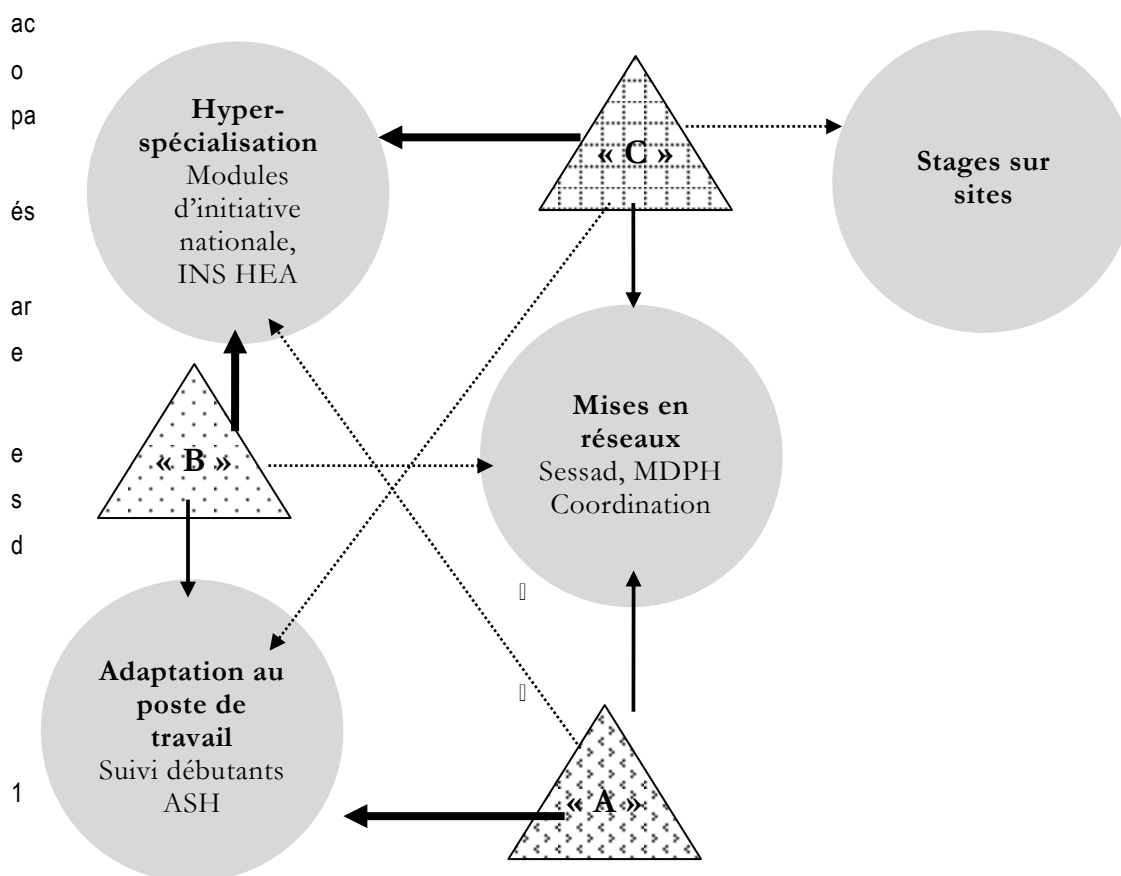 ac
o
pa
és
ar
e
e
s
d
1
Hyper-
spécialisation
Modules
d’initiative
nationale,
INS HEA
« C »
Stages sur
sites
« B »
Mises en
réseaux
Sessad, MDPH
Coordination
Adaptation au
poste de
travail
Suivi débutants
ASH
« A »